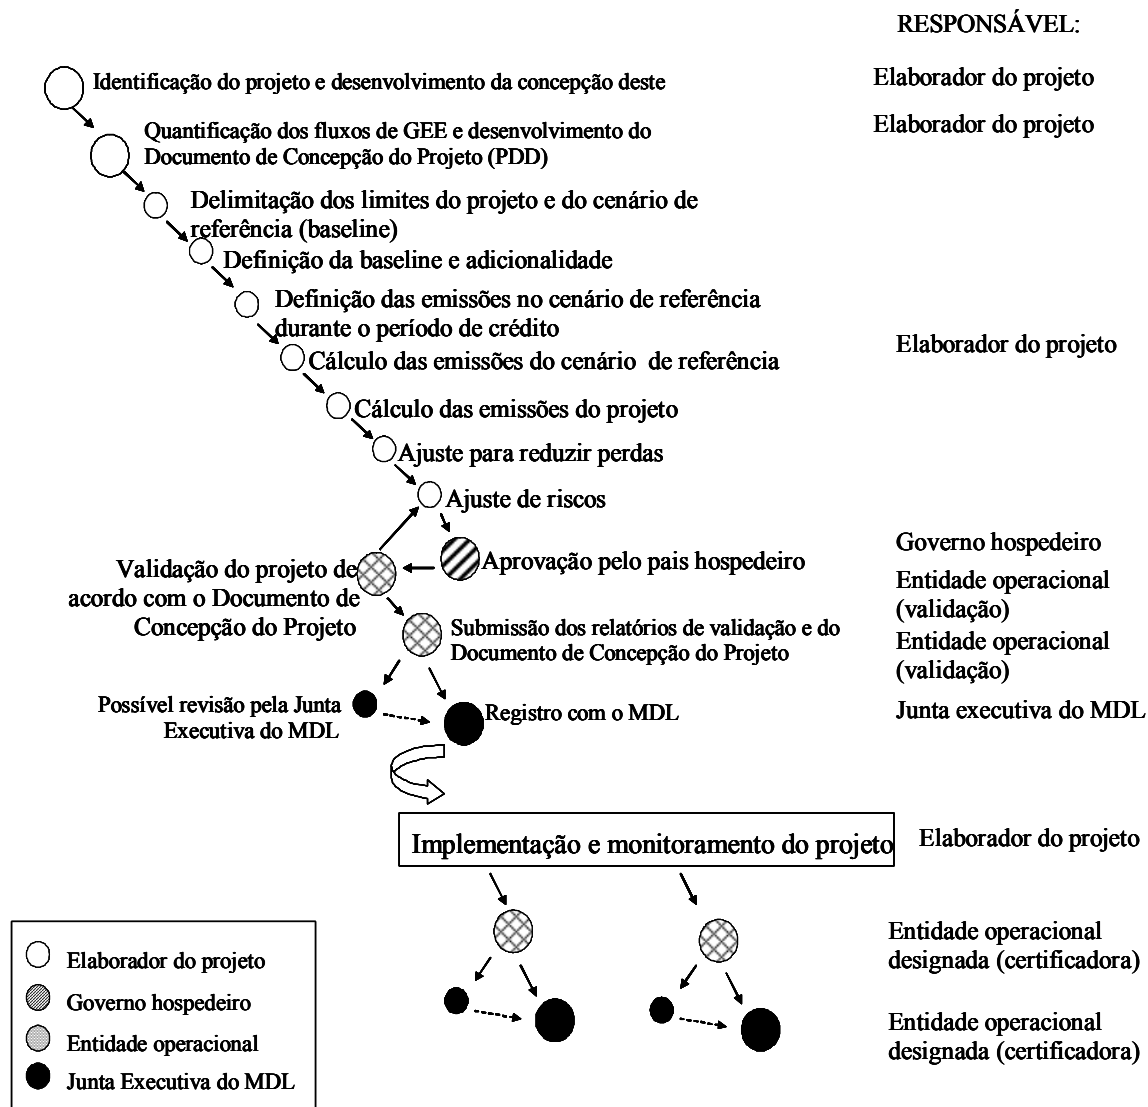 RESPONSÁVEL:
Identificação do projeto e desenvolvimento da concepção deste
Elaborador do projeto
Quantificação dos fluxos de GEE e desenvolvimento do
Documento de Concepção do Projeto (PDD)
Elaborador do projeto
Delimitação dos limites do projeto e do cenário de
referência (baseline)
Definição da baseline e adicionalidade
Definição das emissões no cenário de referência
durante o período de crédito
Cálculo das emissões do cenário de referência
Elaborador do projeto
Cálculo das emissões do projeto
Ajuste para reduzir perdas
Ajuste de riscos
Aprovação pelo pais hospedeiro
Governo hospedeiro
Validação do projeto de
acordo com o Documento de
Concepção do Projeto
Entidade operacional
(validação)
Submissão dos relatórios de validação e do
Documento de Concepção do Projeto
Entidade operacional
(validação)
Possível revisão pela Junta
Executiva do MDL
Registro com o MDL
Junta executiva do MDL
Implementação e monitoramento do projeto
Elaborador do projeto
Entidade operacional
designada (certificadora)
Entidade operacional
designada (certificadora)
Elaborador do projeto
Governo hospedeiro
Entidade operacional
Junta Executiva do MDL